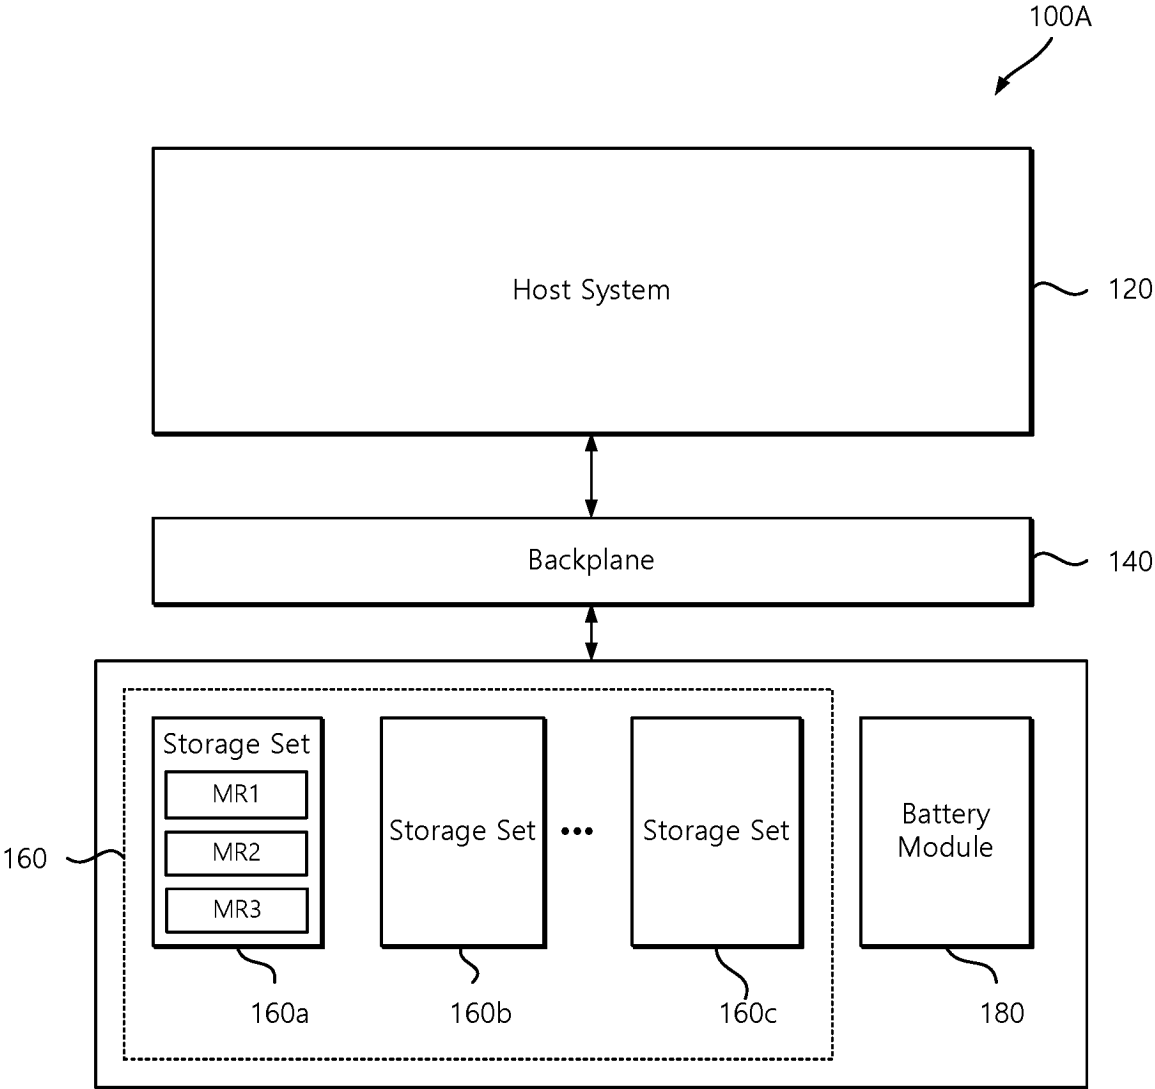 100A
Host System
120
Backplane
140
Storage Set
MR1
MR2
MR3
Storage Set
•••
Storage Set
Battery
Module
160
160a
160b
160c
180